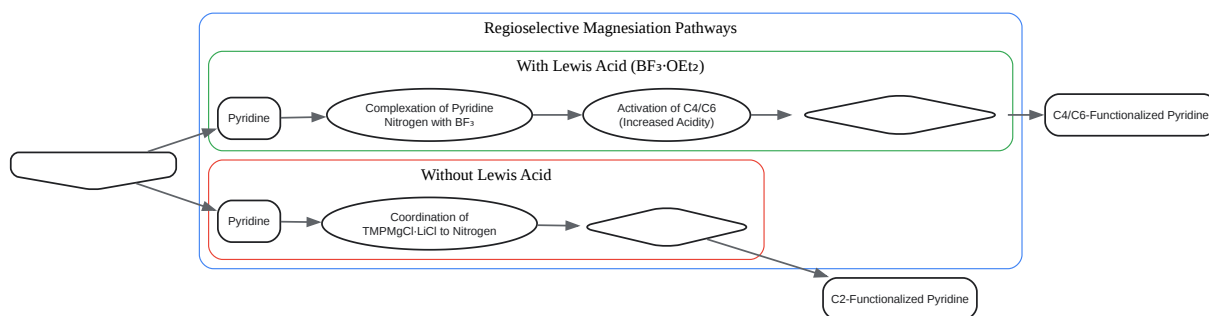 Regioselective Magnesiation Pathways
With Lewis Acid (BF₃·OEt₂)
Pyridine
Complexation of Pyridine
Nitrogen with BF₃
Activation of C4/C6
(Increased Acidity)
C4/C6-Functionalized Pyridine
Without Lewis Acid
Pyridine
Coordination of
TMPMgCl·LiCl to Nitrogen
C2-Functionalized Pyridine